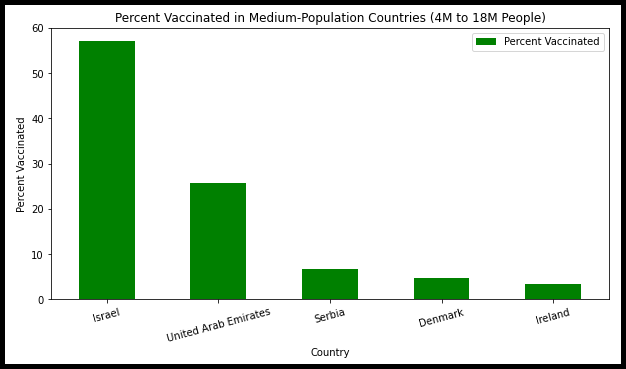 Percent Vaccinated in Medium-Population Countries (4M to 18M People)
Percent Vaccinated
60
50
40
30
20
10
0
Percent Vaccinated
Israel
United Arab Emirates
Serbia
Denmark
Ireland
Country